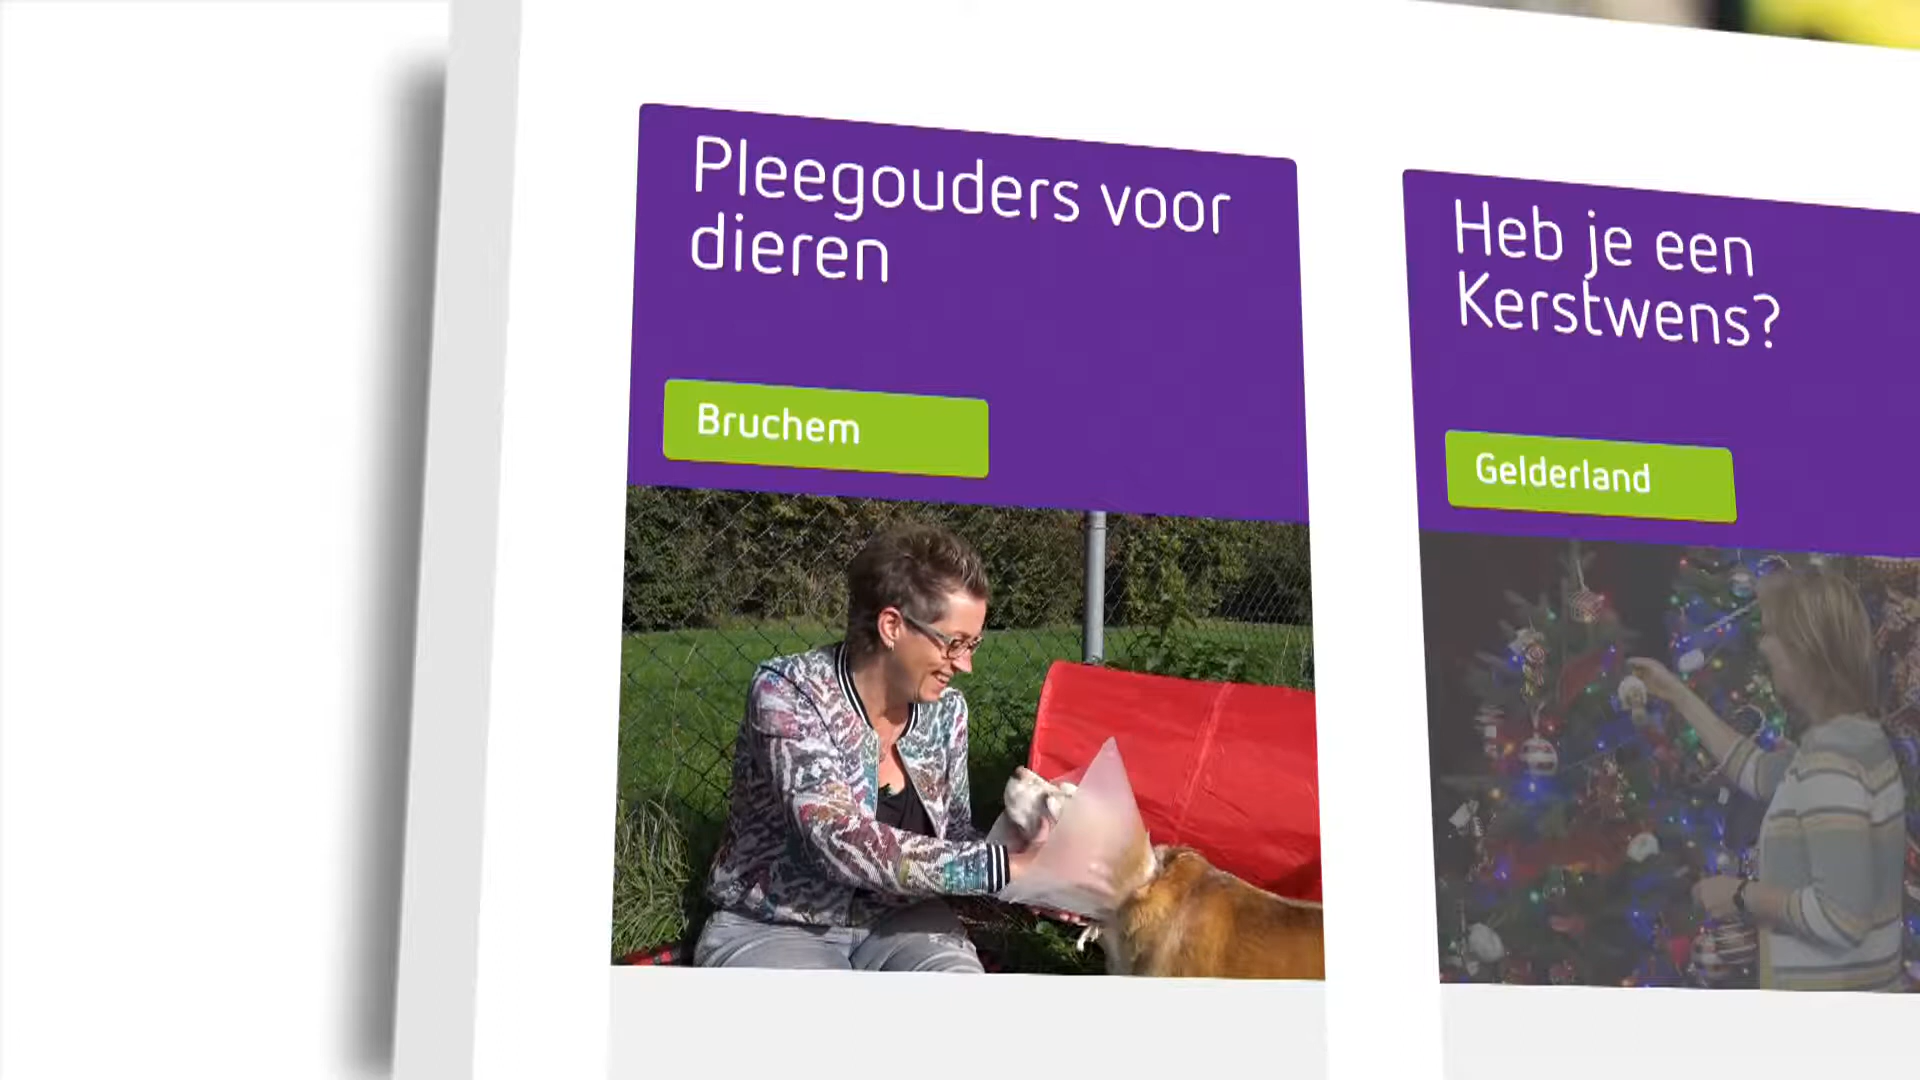 Pleegouders voor
dieren
Bruchem
Heb je een
Kerstwens?
Gelderland